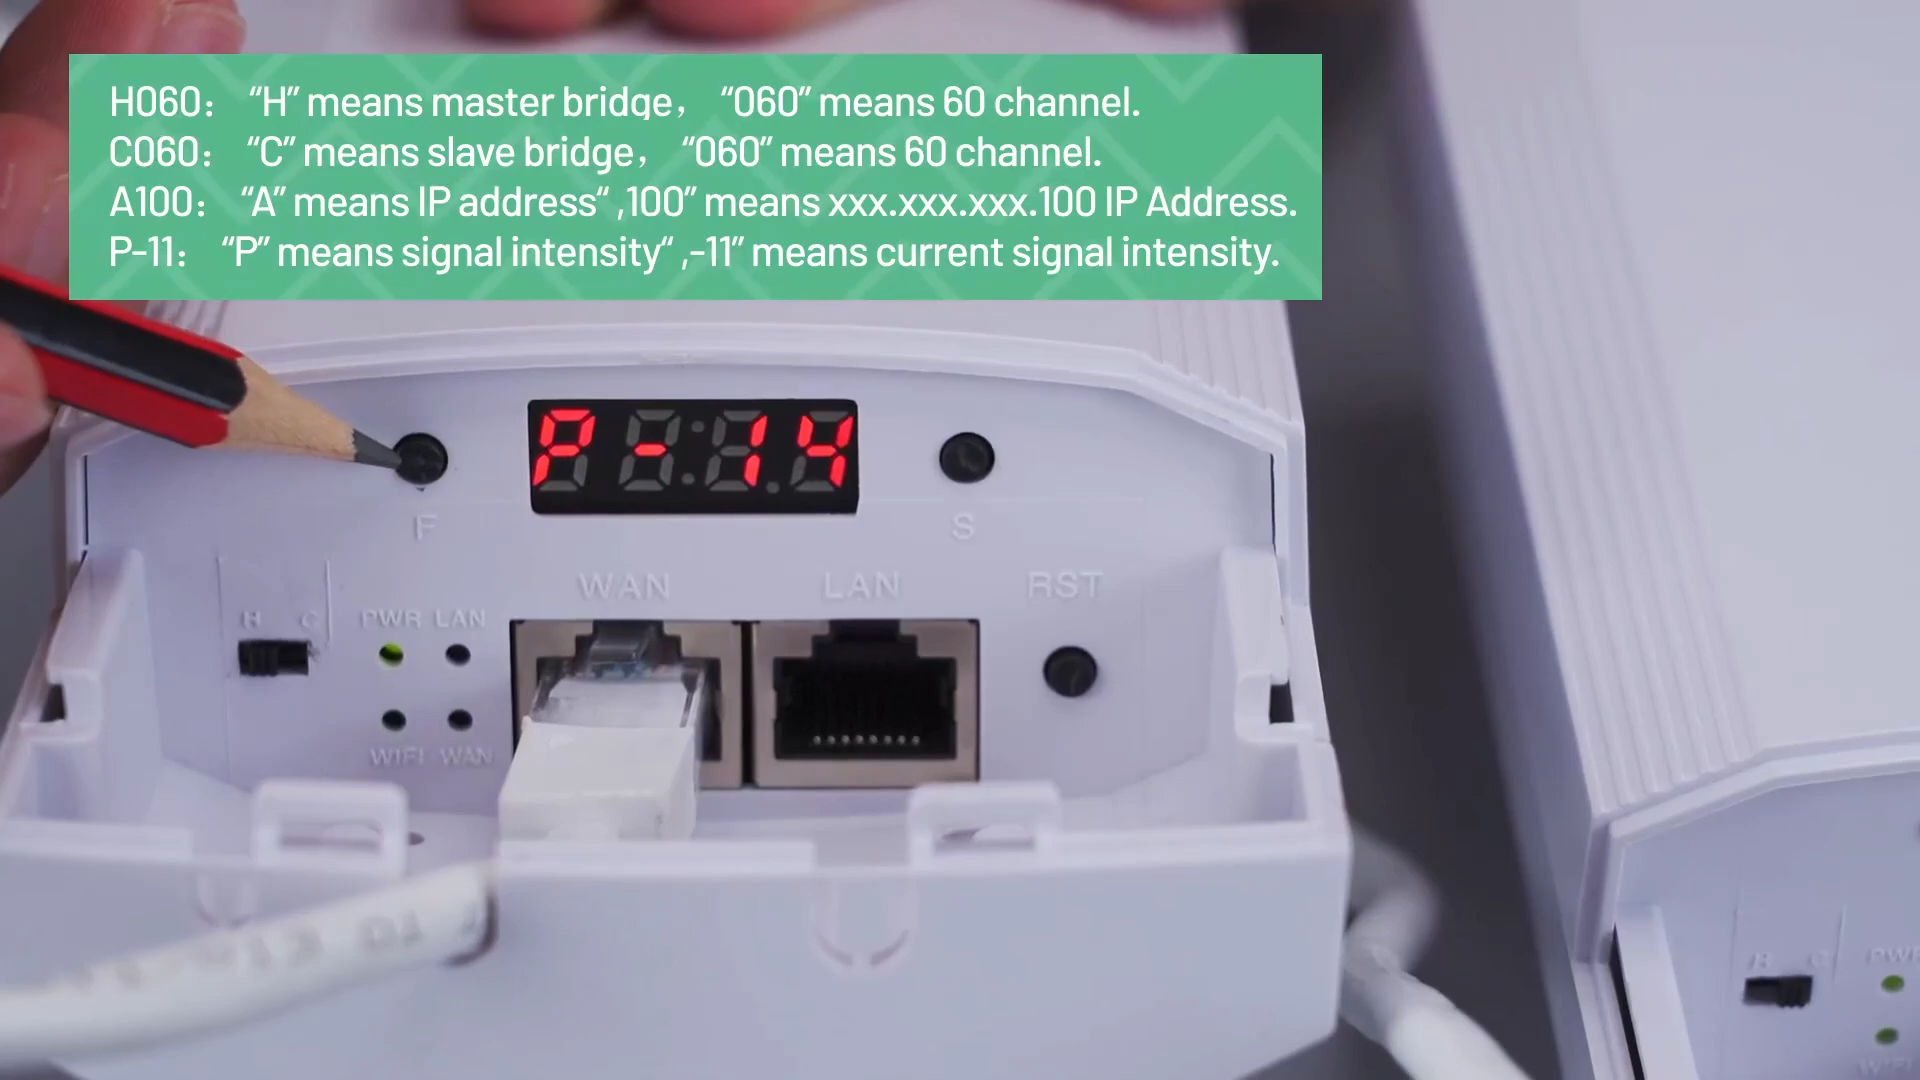 H060： “H” means master bridge， “060” means 60 channel.
C060： “C” means slave bridge， “060” means 60 channel.
A100： “A” means IP address“ ,100” means xxx.xxx.xxx.100 IP Address.
P-11： “P” means signal intensity“ ,-11” means current signal intensity.
P-14
F
S
WAN
LAN
RST
H C
PWR LAN
WIFI WAN
H C
PWR
WIFI